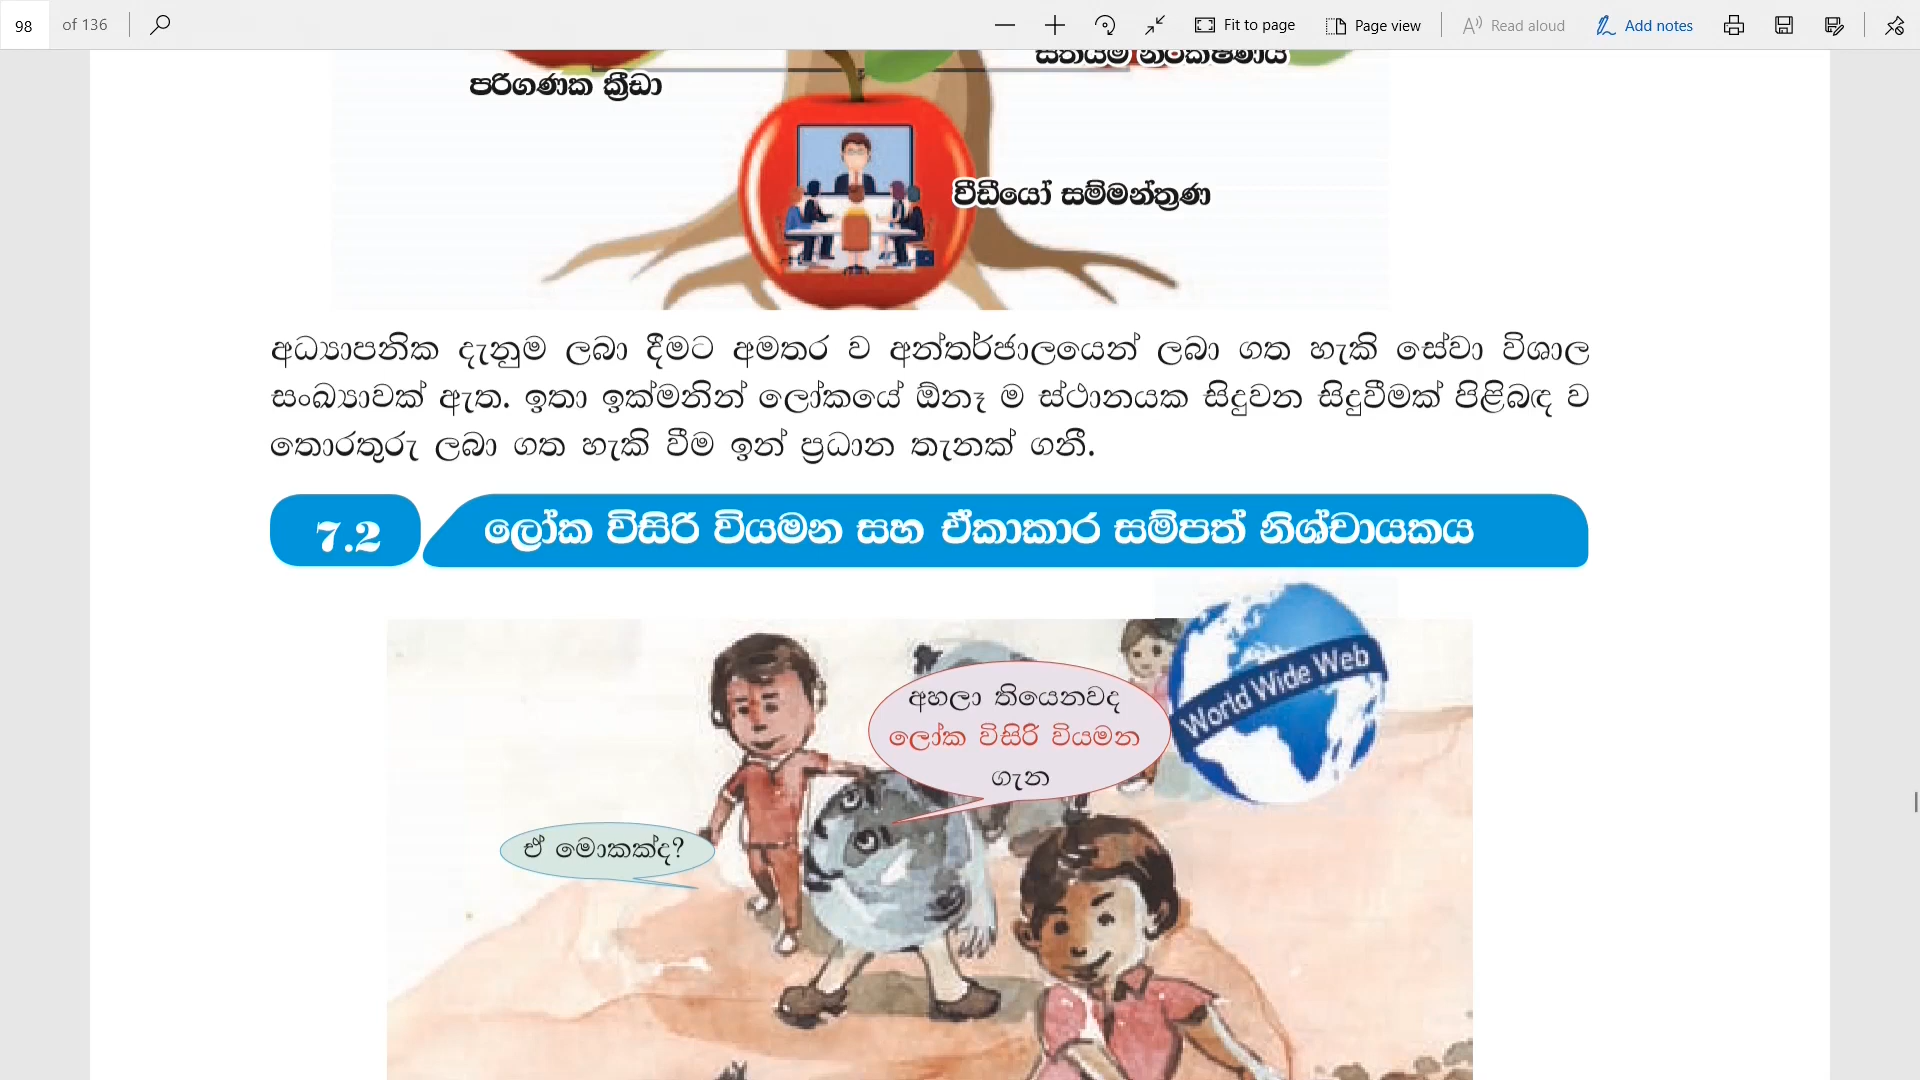 98
of 136
Fit to page
Page view
Read aloud
Add notes
පරිගණක ක්‍රීඩා
වීඩීයෝ සම්මන්ත්‍රණ
අධ්‍යාපනික දැනුම ලබා දීමට අමතර ව අන්තර්ජාලයෙන් ලබා ගත හැකි සේවා විශාල
සංඛ්‍යාවක් ඇත. ඉතා ඉක්මනින් ලෝකයේ ඕනෑ ම ස්ථානයක සිදුවන සිදුවීමක් පිළිබඳ ව
තොරතුරු ලබා ගත හැකි වීම ඉන් ප්‍රධාන තැනක් ගනී.
7.2 ලෝක විසිරි වියමන සහ ඒකාකාර සම්පත් නිශ්චායකය
World Wide Web
අහලා තියෙනවද
ලෝක විසිරි වියමන
ගැන
ඒ මොකක්ද?